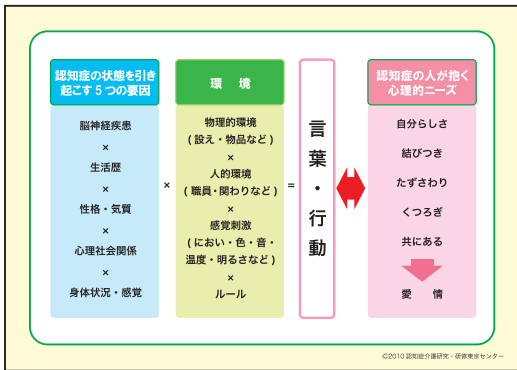 認知症の状態を引き
起こす5つの要因
脳神経疾患
×
生活歴
×
性格・気質
×
心理社会関係
×
身体状況・感覚
×
環　境
物理的環境
(設え・物品など)
×
人的環境
(職員・関わりなど)
×
感覚刺激
(におい・色・音・
温度・明るさなど)
×
ルール
=
言葉・行動
認知症の人が抱く
心理的ニーズ
自分らしさ
結びつき
たずさわり
くつろぎ
共にある
愛　情
©2010 認知症介護研究・研修東京センター